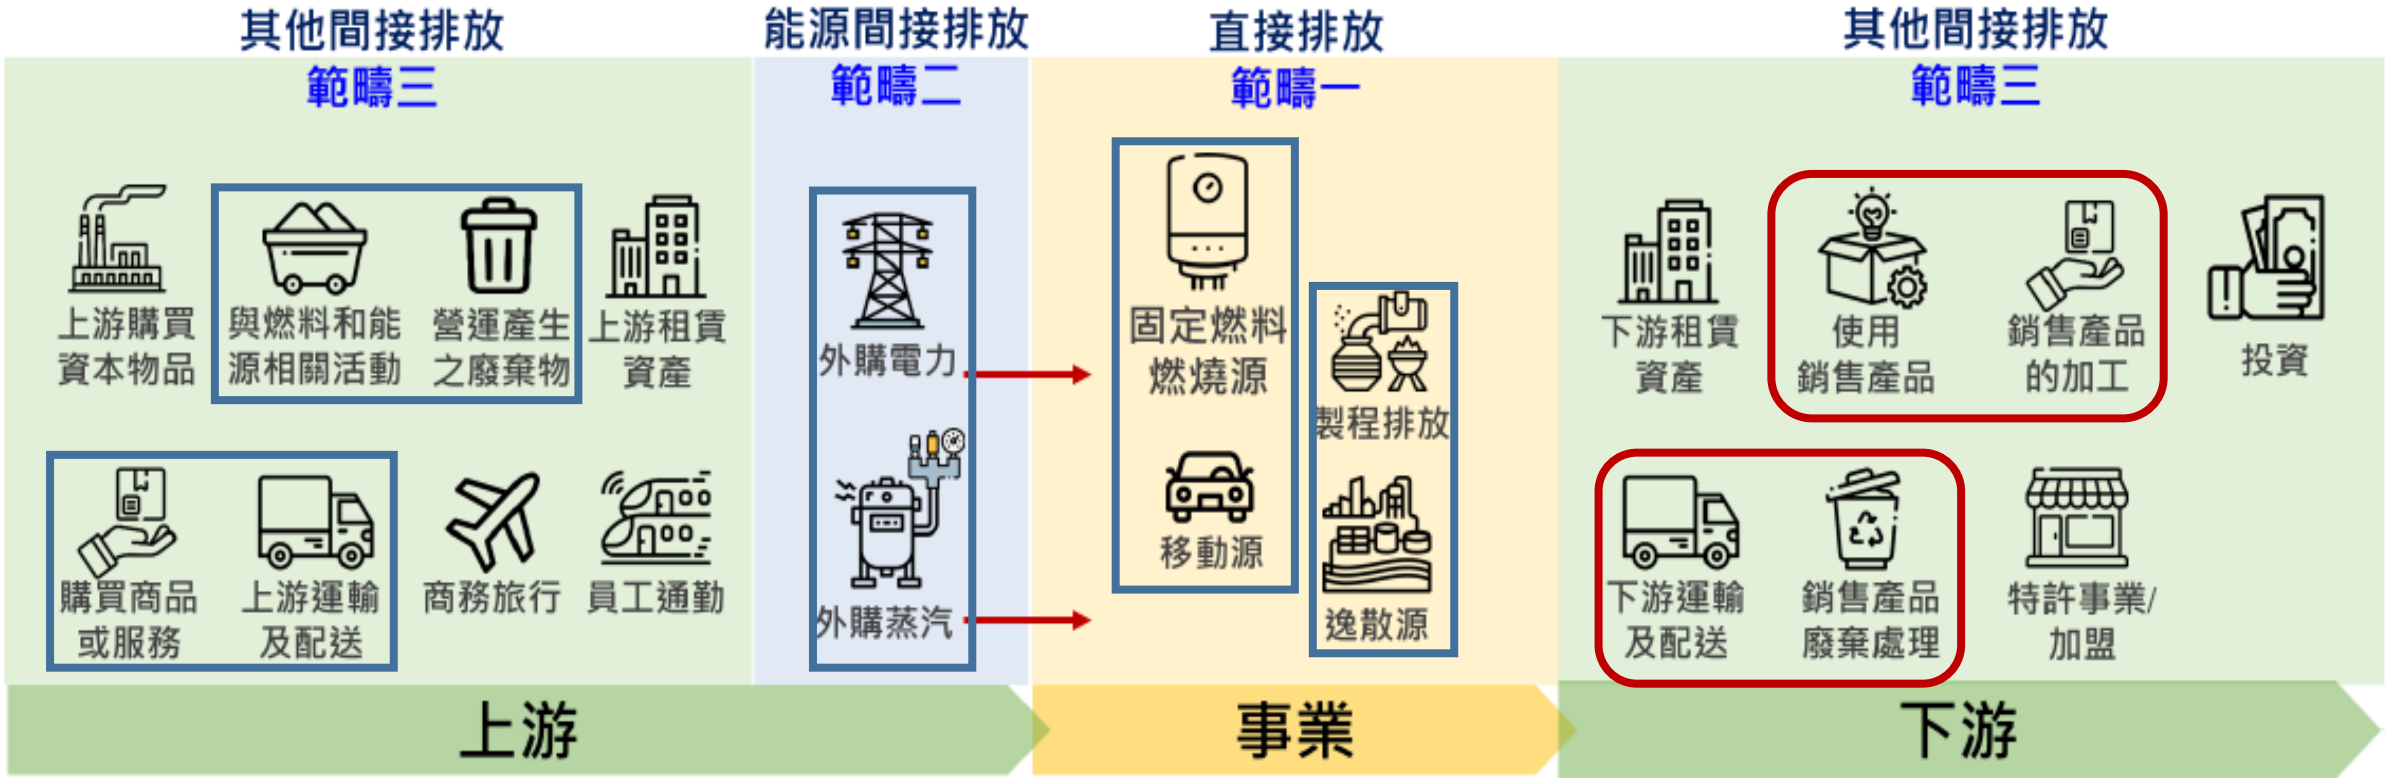 其他間接排放
能源間接排放
直接排放
其他間接排放
範疇三
範疇二
範疇一
範疇三
上游購買
資本物品
與燃料和能
源相關活動
營運產生
之廢棄物
上游租賃
資產
購買商品
或服務
上游運輸
及配送
商務旅行
員工通勤
外購電力
外購蒸汽
固定燃料
燃燒源
製程排放
移動源
逸散源
下游租賃
資產
使用
銷售產品
銷售產品
的加工
投資
下游運輸
及配送
銷售產品
廢棄處理
特許事業/
加盟
上游
事業
下游